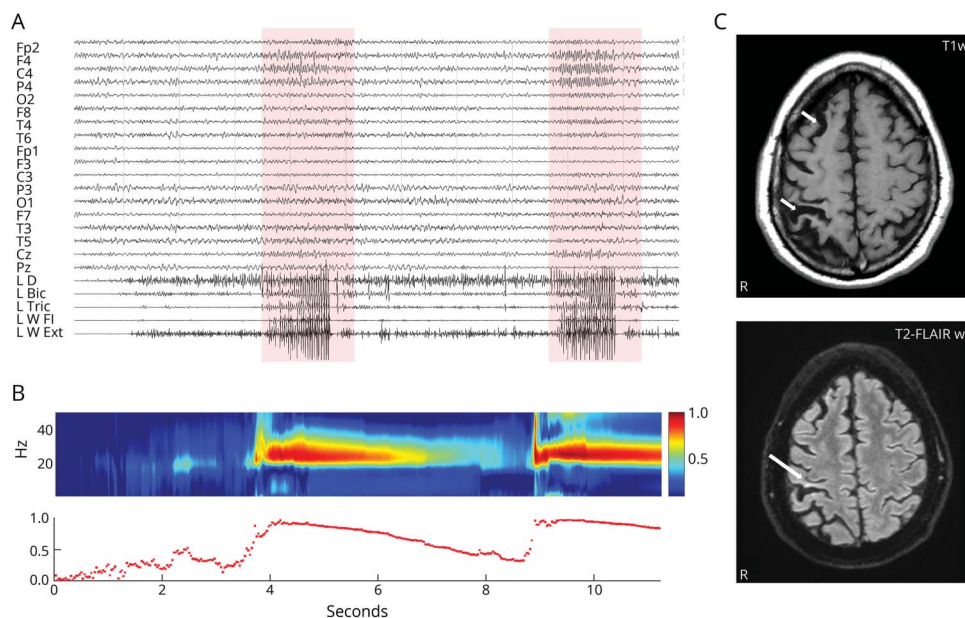 A
Fp2
F4
C4
P4
O2
F8
T4
T6
Fp1
F3
C3
P3
O1
F7
T3
T5
Cz
Pz
L D
L Bic
L Tric
L W Fl
L W Ext
B
Hz
40
20
1.0
0.5
1.0
0.5
0.0
0 2 4 6 8 10
Seconds
C
T1w
R
T2-FLAIR w
R